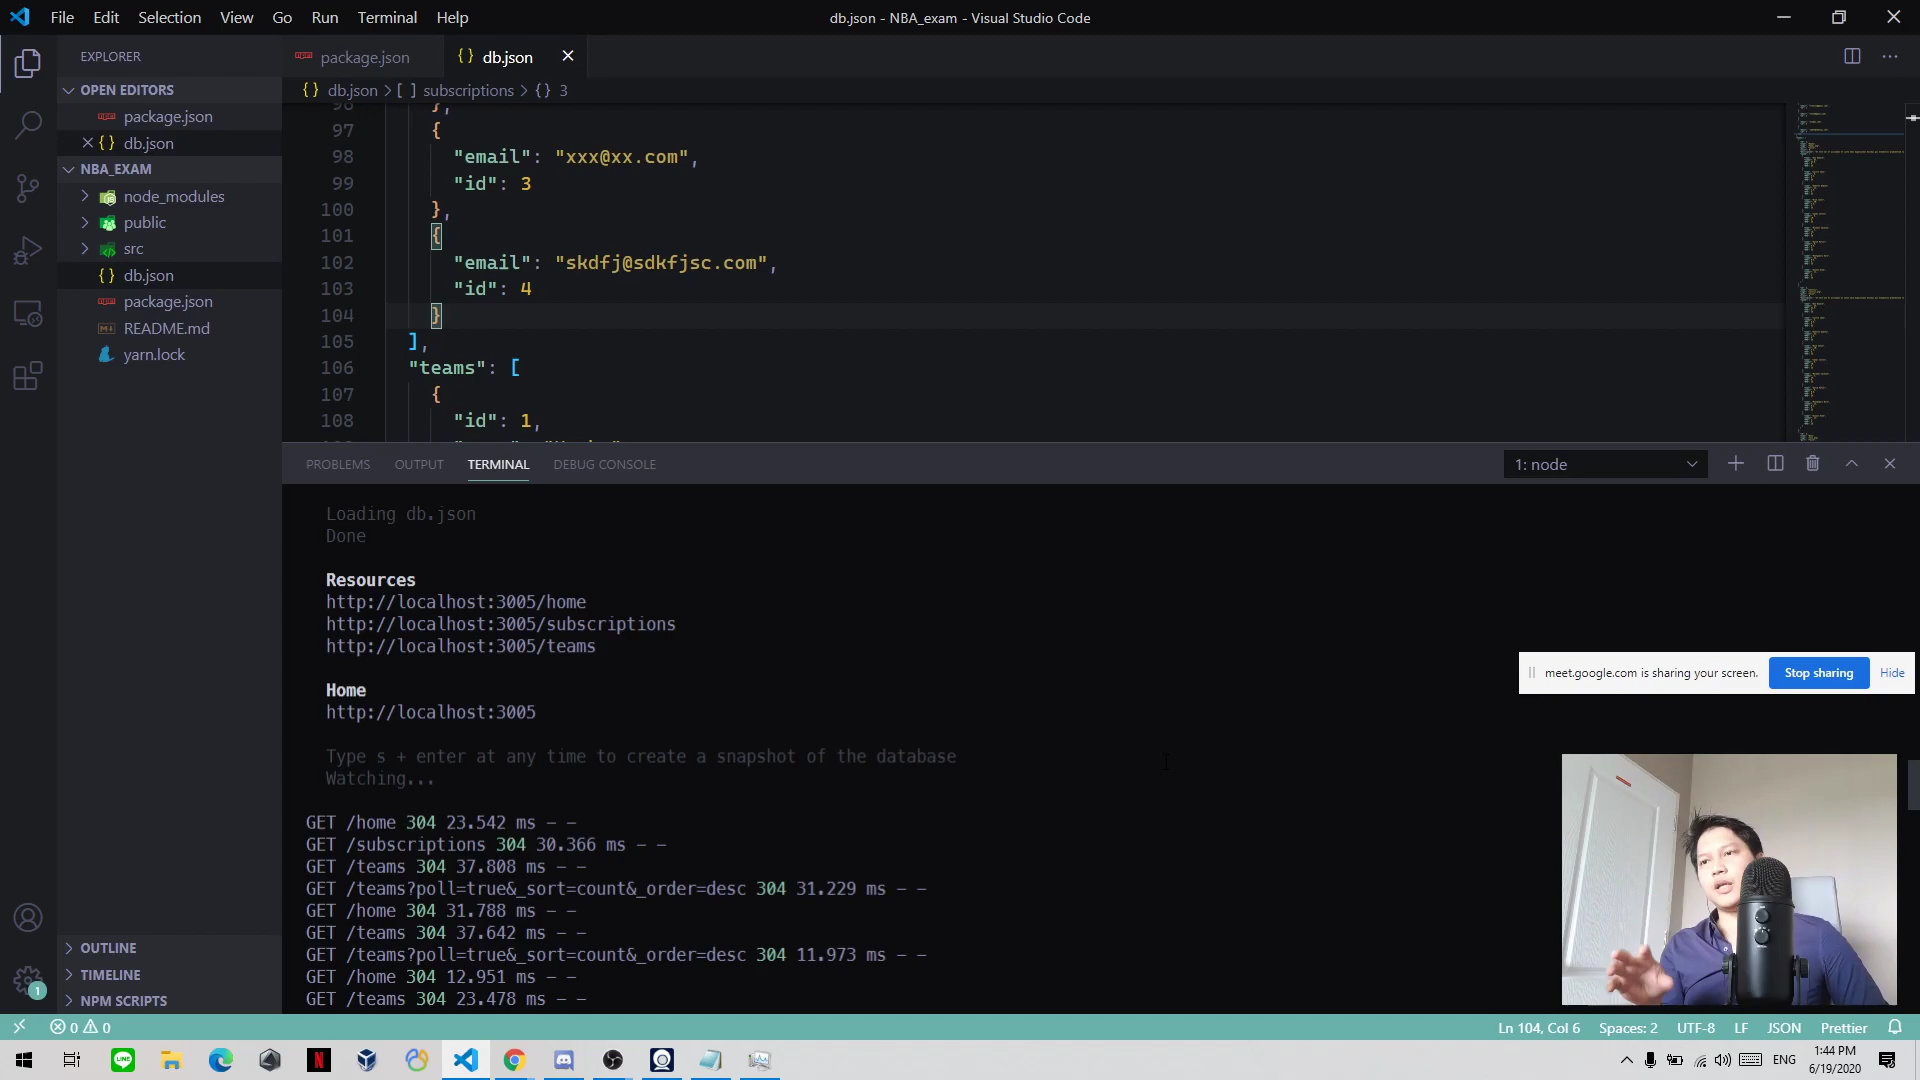 File Edit Selection View Go Run Terminal Help
db.json - NBA_exam - Visual Studio Code
EXPLORER
OPEN EDITORS
package.json
db.json
NBA_EXAM
node_modules
public
src
db.json
package.json
README.md
yarn.lock
OUTLINE
TIMELINE
NPM SCRIPTS
package.json
{ } db.json
{ } db.json > [ ] subscriptions > { } 3
},
97 {
98 "email": "xxx@xx.com",
99 "id": 3
100 },
101 {
102 "email": "skdfj@sdkfjsc.com",
103 "id": 4
104 }
105 ],
106 "teams": [
107 {
108 "id": 1,
PROBLEMS OUTPUT TERMINAL DEBUG CONSOLE
1: node
Loading db.json
Done
Resources
http://localhost:3005/home
http://localhost:3005/subscriptions
http://localhost:3005/teams
Home
http://localhost:3005
Type s + enter at any time to create a snapshot of the database
Watching...
GET /home 304 23.542 ms - -
GET /subscriptions 304 30.366 ms - -
GET /teams 304 37.808 ms - -
GET /teams?poll=true&_sort=count&_order=desc 304 31.229 ms - -
GET /home 304 31.788 ms - -
GET /teams 304 37.642 ms - -
GET /teams?poll=true&_sort=count&_order=desc 304 11.973 ms - -
GET /home 304 12.951 ms - -
GET /teams 304 23.478 ms - -
meet.google.com is sharing your screen. Stop sharing Hide
1
0 0
Ln 104, Col 6 Spaces: 2 UTF-8 LF JSON Prettier
LINE
N
ENG
1:44 PM
6/19/2020